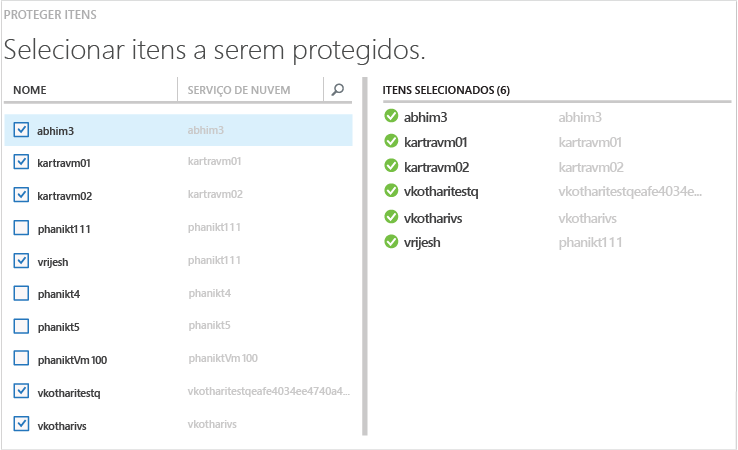 PROTEGER ITENS
Selecionar itens a serem protegidos.
NOME SERVIÇO DE NUVEM
abhim3 abhim3
kartravm01 kartravm01
kartravm02 kartravm02
phanikt111 phanikt111
vrijesh phanikt111
phanikt4 phanikt4
phanikt5 phanikt5
phaniktVm100 phaniktVm100
vkotharitestq vkotharitestqeafe4034ee4740a4...
vkotharivs vkotharivs
ITENS SELECIONADOS (6)
abhim3 abhim3
kartravm01 kartravm01
kartravm02 kartravm02
vkotharitestq vkotharitestqeafe4034e...
vkotharivs vkotharivs
vrijesh phanikt111